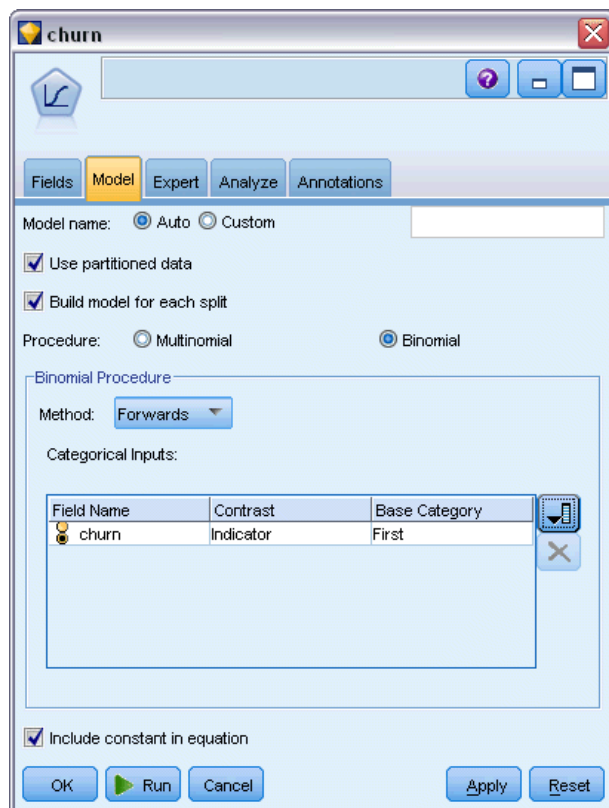 churn
Fields Model Expert Analyze Annotations
Model name: Auto Custom
Use partitioned data
Build model for each split
Procedure: Multinomial Binomial
Binomial Procedure
Method: Forwards
Categorical Inputs:
Field Name Contrast Base Category
churn Indicator First
Include constant in equation
OK Run Cancel Apply Reset